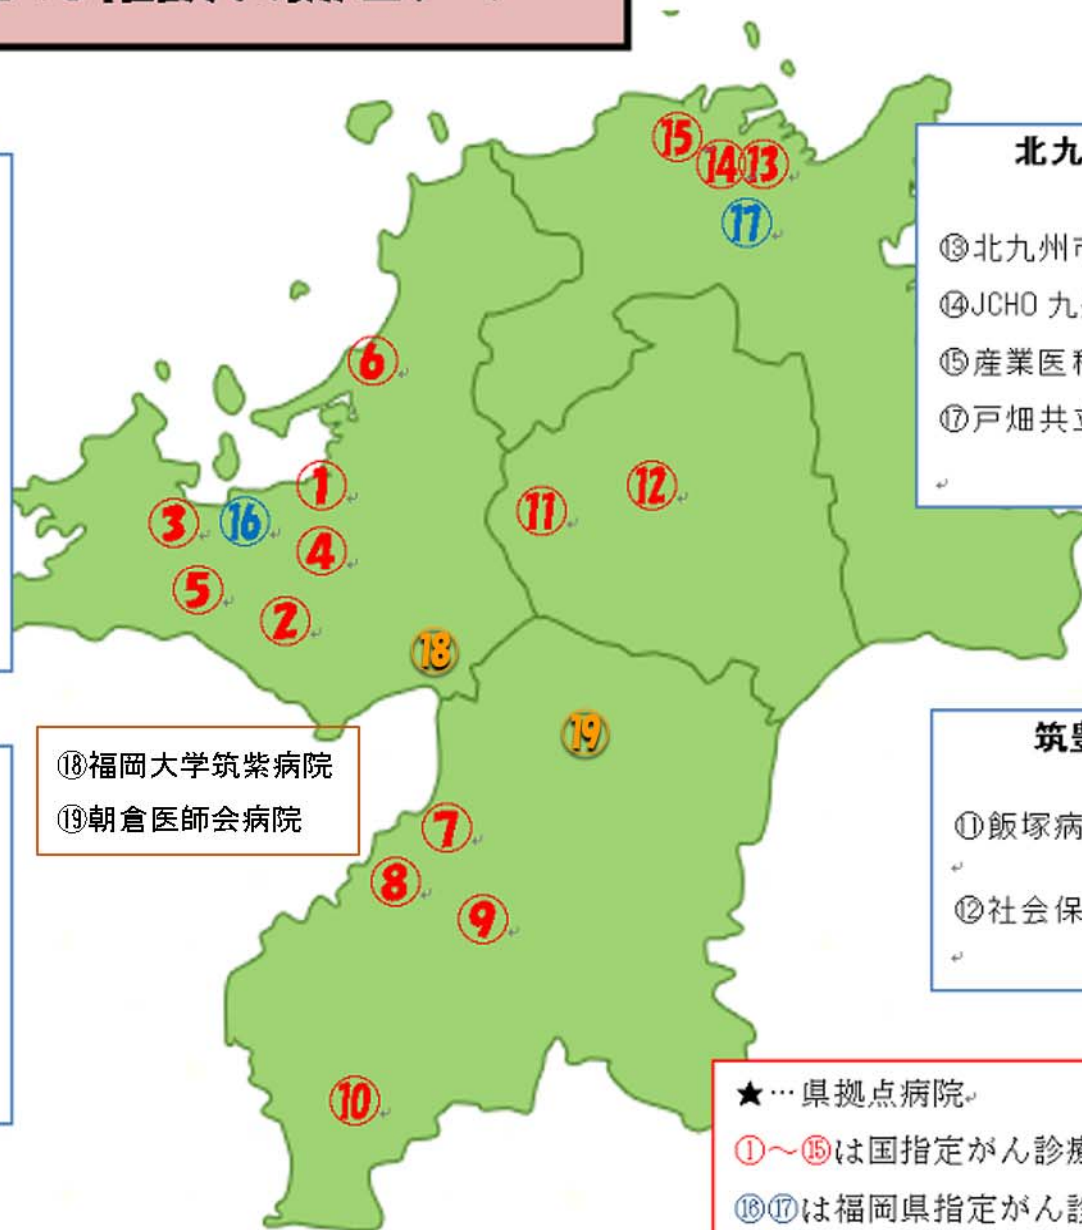 ⑮
⑭⑬
⑰
⑥
①
⑪
⑫
③
⑯
④
⑤
②
⑱
⑲
⑦
⑧
⑨
⑩
北九
⑬北九州市
⑭JCHO 九
⑮産業医科
⑰戸畑共立
⑱福岡大学筑紫病院
⑲朝倉医師会病院
筑豊
⑪飯塚病
⑫社会保
★…県拠点病院
①～⑮は国指定がん診療
⑯⑰は福岡県指定がん診